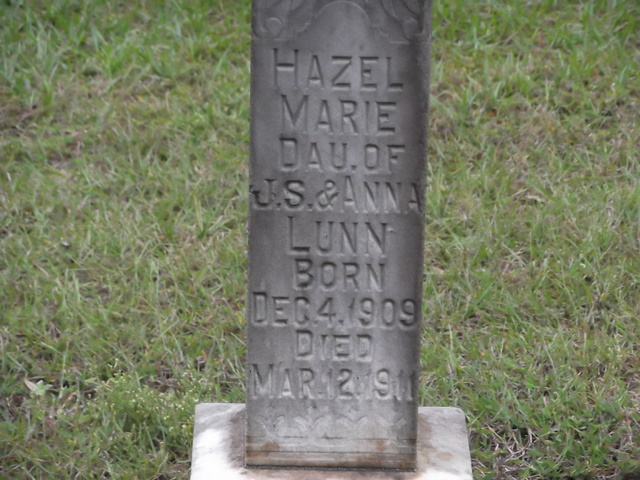 HAZEL
MARIE
DAU. OF
J.S. & ANNA
LUNN
BORN
DEC. 4. 1909
DIED
MAR. 12. 1911